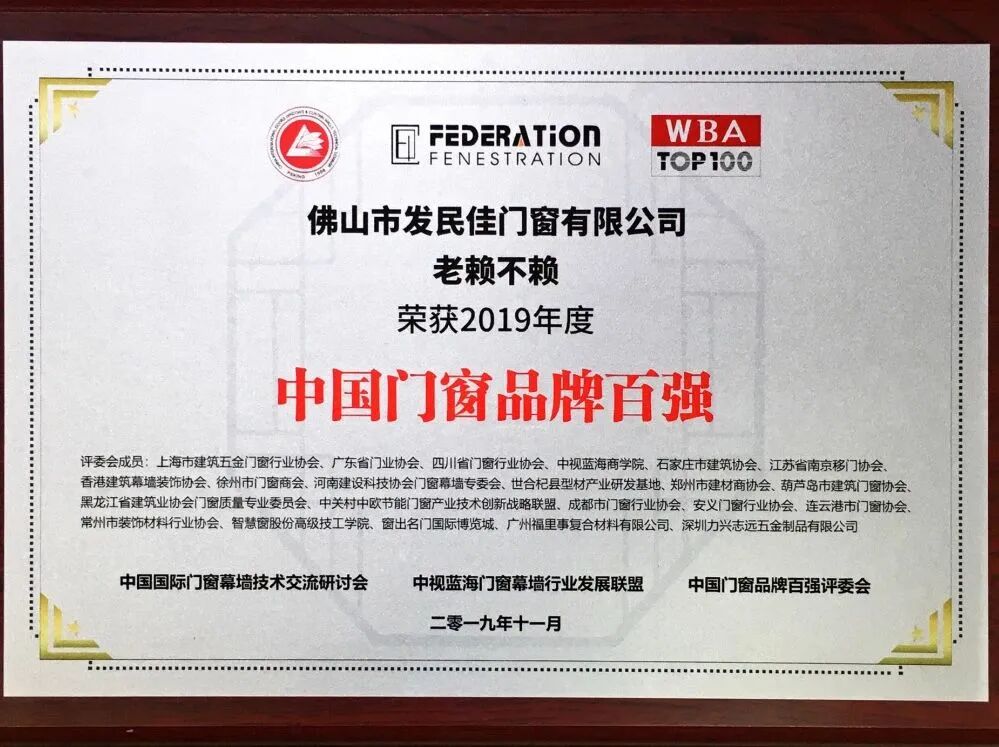 FEDERATION
FENESTRATION
WBA
TOP100
佛山市发民佳门窗有限公司
老赖不赖
荣获2019年度
中国门窗品牌百强
评委会成员：上海市建筑五金门窗行业协会、广东省门业协会、四川省门窗行业协会、中视蓝海商学院、石家庄市建筑协会、江苏省南京移门协会、
香港建筑幕墙装饰协会、徐州市门窗商会、河南建设科技协会门窗幕墙专委会、世合杞县型材产业研发基地、郑州市建材商协会、葫芦岛市建筑门窗协会、
黑龙江省建筑业协会门窗质量专业委员会、中关村中欧节能门窗产业技术创新战略联盟、成都市门窗行业协会、安义门窗行业协会、连云港市门窗协会、
常州市装饰材料行业协会、智慧窗股份高级技工学院、窗出名门国际博览城、广州福里事复合材料有限公司、深圳力兴志远五金制品有限公司
中国国际门窗幕墙技术交流研讨会 中视蓝海门窗幕墙行业发展联盟 中国门窗品牌百强评委会
二零一九年十一月